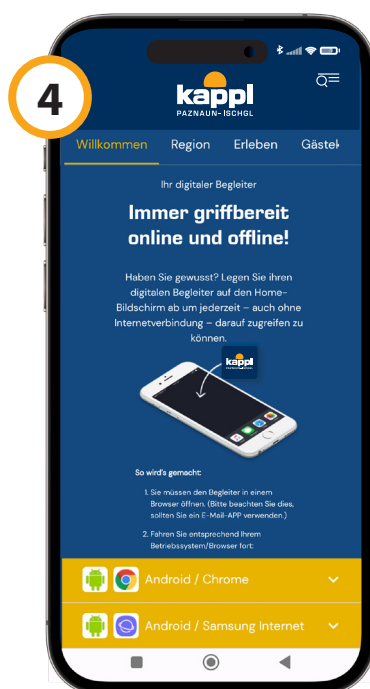 4
kappl
PAZNAUN-ISCHGL
Willkommen Region Erleben Gästek
Ihr digitaler Begleiter
Immer griffbereit
online und offline!
Haben Sie gewusst? Legen Sie ihren
digitalen Begleiter auf den Home-
Bildschirm ab um jederzeit – auch ohne
Internetverbindung – darauf zugreifen zu
können.
kappl
PAZNAUN-ISCHGL
So wird's gemacht:
1. Sie müssen den Begleiter in einem
Browser öffnen. (Bitte beachten Sie dies,
sollten Sie ein E-Mail-APP verwenden.)
2. Fahren Sie entsprechend Ihrem
Betriebssystem/Browser fort:
Android / Chrome
Android / Samsung Internet